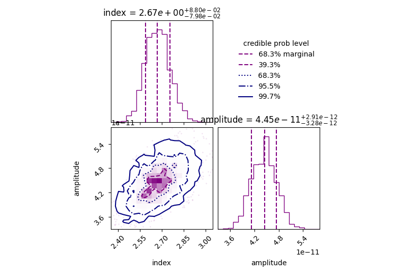 index = 2.67e+00 +8.80e−02 −7.98e−02
credible prob level
68.3% marginal
39.3%
68.3%
95.5%
99.7%
1e−11
amplitude = 4.45e−11 +2.91e−12 −3.28e−12
amplitude
5.4
4.8
4.2
3.6
2.40
2.55
2.70
2.85
3.00
index
3.6
4.2
4.8
5.4
1e−11
amplitude